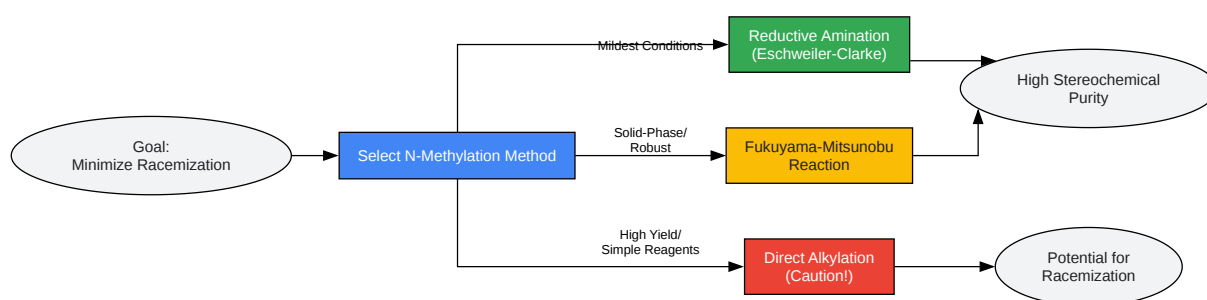 Goal:
Minimize Racemization
Select N-Methylation Method
Mildest Conditions
Reductive Amination
(Eschweiler-Clarke)
High Stereochemical
Purity
Solid-Phase/
Robust
Fukuyama-Mitsunobu
Reaction
High Yield/
Simple Reagents
Direct Alkylation
(Caution!)
Potential for
Racemization